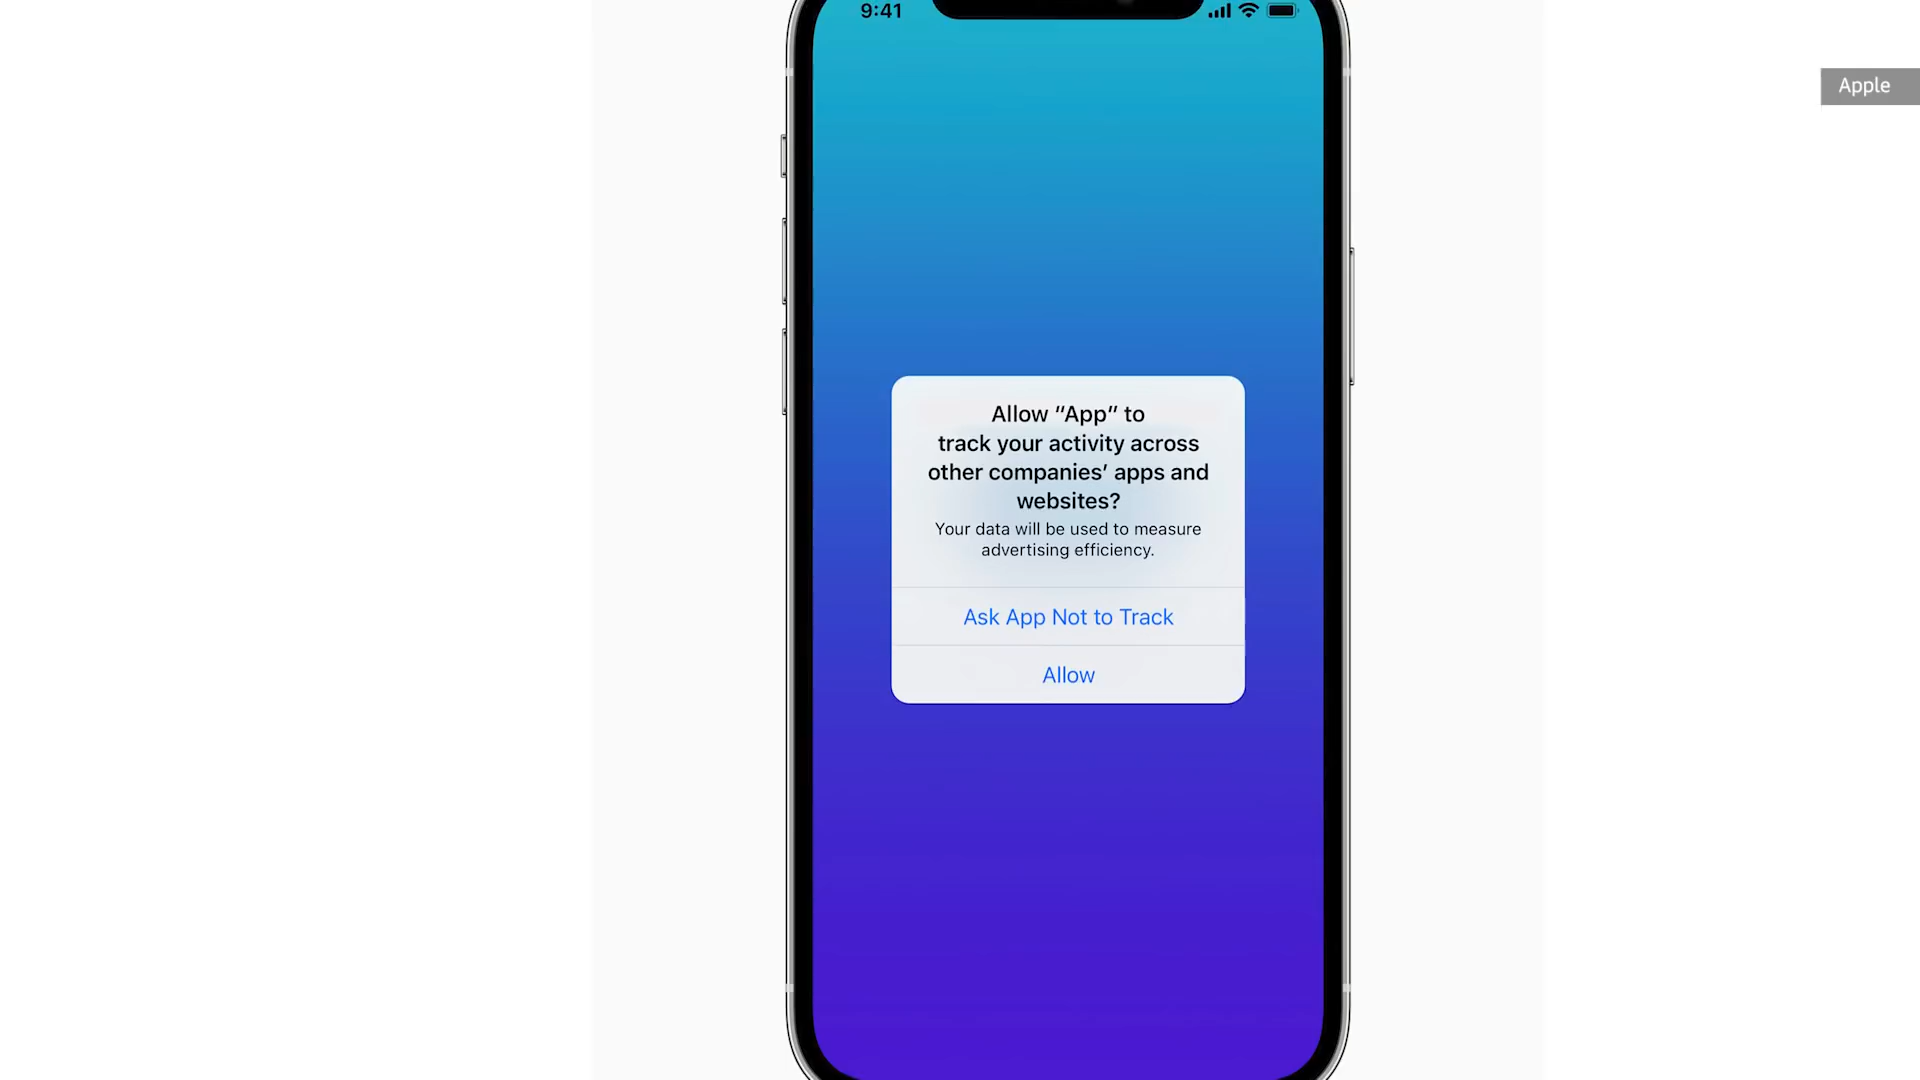 9:41
Apple
Allow “App” to
track your activity across
other companies’ apps and
websites?
Your data will be used to measure
advertising efficiency.
Ask App Not to Track
Allow